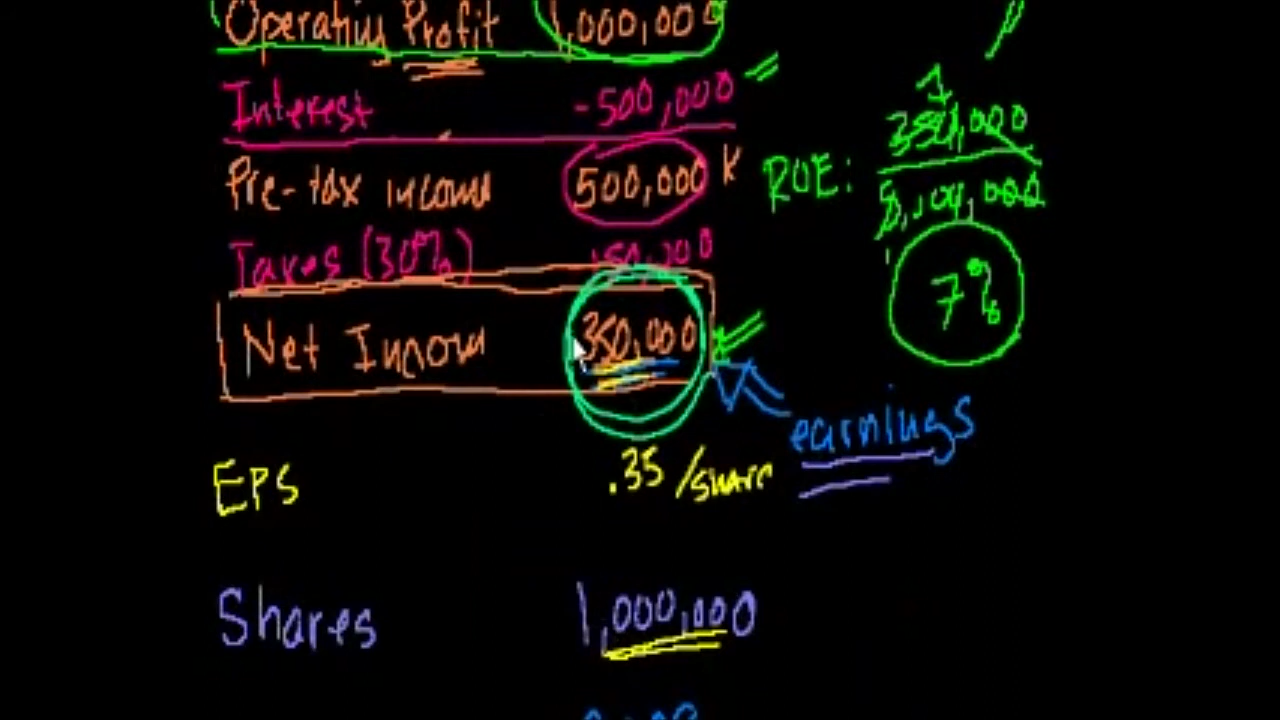 Operating Profit 1,000,000
Interest -500,000
Pre-tax income 500,000 K
ROE: 350,000
5,000,000
Taxes (30%) 150,000
7%
Net Income 350,000
earnings
EPS .35 /share
Shares 1,000,000